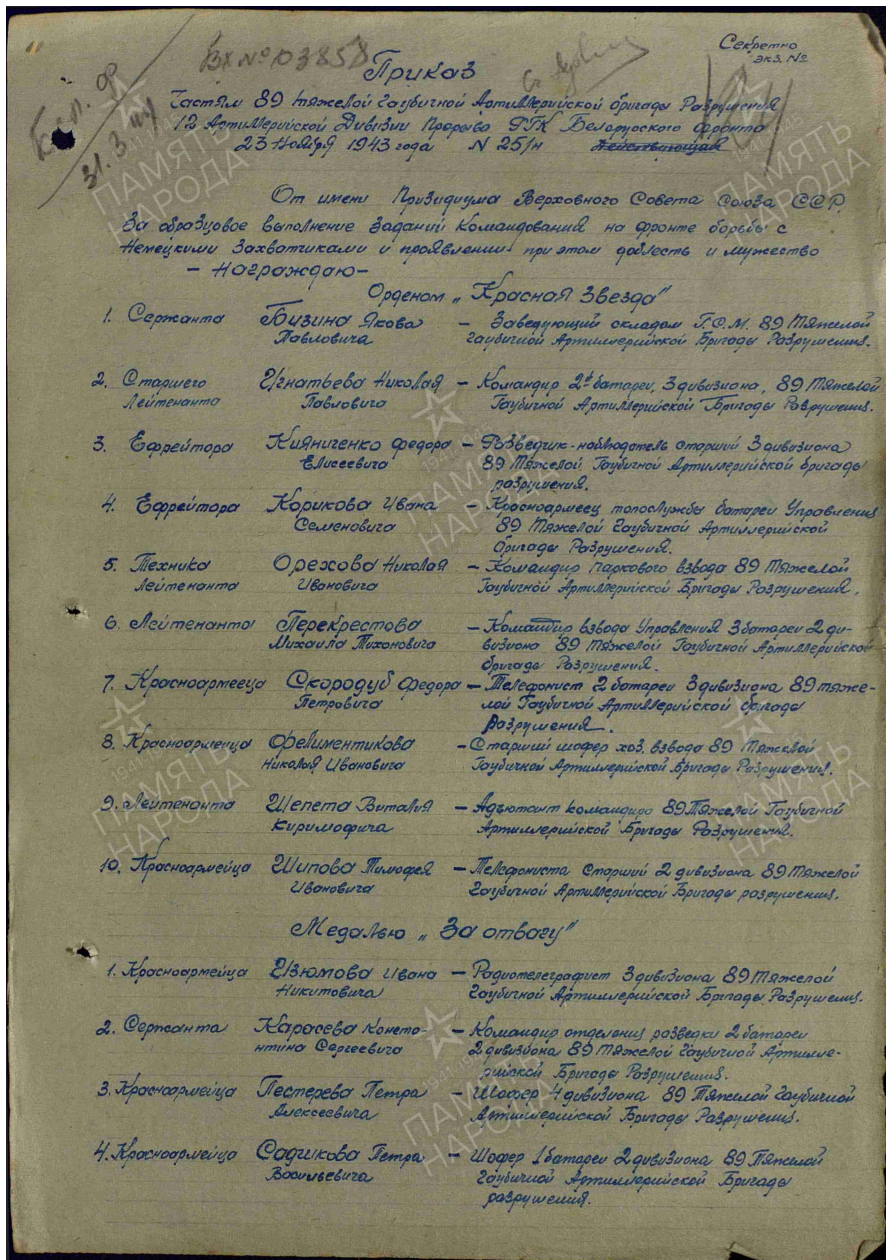 Секретно
экз. №
Вх № 03858
31.3.44
Приказ
Частям 89 тяжелой Гаубичной Артиллерийской бригады Разрушения
12 Артиллерийской Дивизии Прорыва РГК Белорусского фронта
23 Ноября 1943 года N 25/н Действующая
От имени Призидиума Верховного Совета Союза ССР,
За образцовое выполнение Заданий Командования на фронте борьбы с
Немецкими Захватчиками и проявлении при этом доблесть и мужество
- Награждаю -
Орденом „Красная Звезда"
1. Сержанта Бизина Якова - Заведующий складом Г.С.М. 89 Тяжелой
Павловича Гаубичной Артиллерийской Бригады Разрушения.
2. Старшего Игнатьева Николая - Командир 2й батареи, 3 дивизиона, 89 Тяжелой
Лейтенанта Павловича Гаубичной Артиллерийской Бригады Разрушения.
3. Ефрейтора Кияниченко Федора - Разведчик-наблюдатель старший 3 дивизиона
Елисеевича 89 Тяжелой Гаубичной Артиллерийской бригады
разрушения.
4. Ефрейтора Корикова Ивана - Красноармеец топослужбы батареи Управления
Семеновича 89 Тяжелой Гаубичной Артиллерийской
бригады Разрушения.
5. Техника Орехова Николая - Командир паркового взвода 89 Тяжелой
Лейтенанта Ивановича Гаубичной Артиллерийской Бригады Разрушения.
6. Лейтенанта Перекрестова - Командир взвода Управления 3 батареи 2 ди-
Михаила Тихоновича визиона 89 Тяжелой Гаубичной Артиллерийской
бригады Разрушения.
7. Красноармееца Скородуб Федора - Телефонист 2 батареи 3 дивизиона 89 тяже-
Петровича лой Гаубичной Артиллерийской бригады
Разрушения.
8. Красноармейца Фелиментикова - Старший шофер хоз. взвода 89 Тяжелой
Николая Ивановича Гаубичной Артиллерийской Бригады Разрушения.
9. Лейтенанта Шепета Виталия - Адъютант командира 89 Тяжелой Гаубичной
Киримофича Артиллерийской Бригады Разрушения.
10. Красноармейца Шипова Тимофея - Телефониста старший 2 дивизиона 89 Тяжелой
Ивановича Гаубичной Артиллерийской Бригады разрушения.
Медалью „За отвагу"
1. Красноармейца Изюмова Ивана - Радиотелеграфист 3 дивизиона 89 Тяжелой
Никитовича Гаубичной Артиллерийской Бригады Разрушения.
2. Сержанта Карасева Конста- - Командир отделения разведки 2 батареи
нтина Сергеевича 2 дивизиона 89 Тяжелой Гаубичной Артилле-
рийской Бригады Разрушения.
3. Красноармейца Пестерева Петра - Шофер 4 дивизиона 89 Тяжелой Гаубичной
Алексеевича Артиллерийской Бригады Разрушения.
4. Красноармейца Садчикова Петра - Шофер 1 батареи 2 дивизиона 89 Тяжелой
Васильевича Гаубичной Артиллерийской Бригады
разрушения.
ПАМЯТЬ
НАРОДА